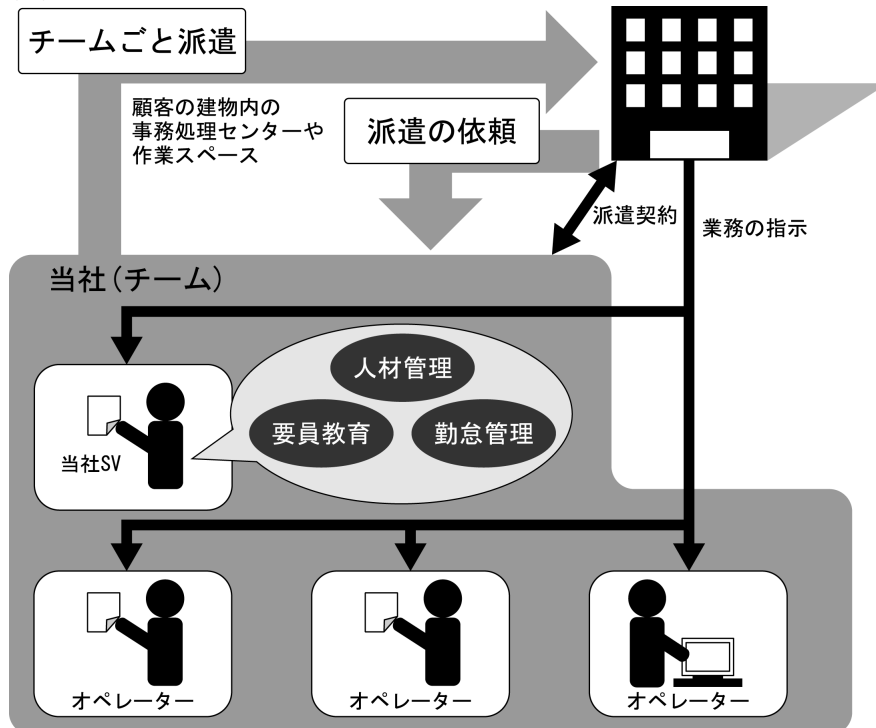 チームごと派遣
顧客の建物内の
事務処理センターや
作業スペース
派遣の依頼
派遣契約
業務の指示
当社(チーム)
人材管理
要員教育
勤怠管理
当社SV
オペレーター
オペレーター
オペレーター